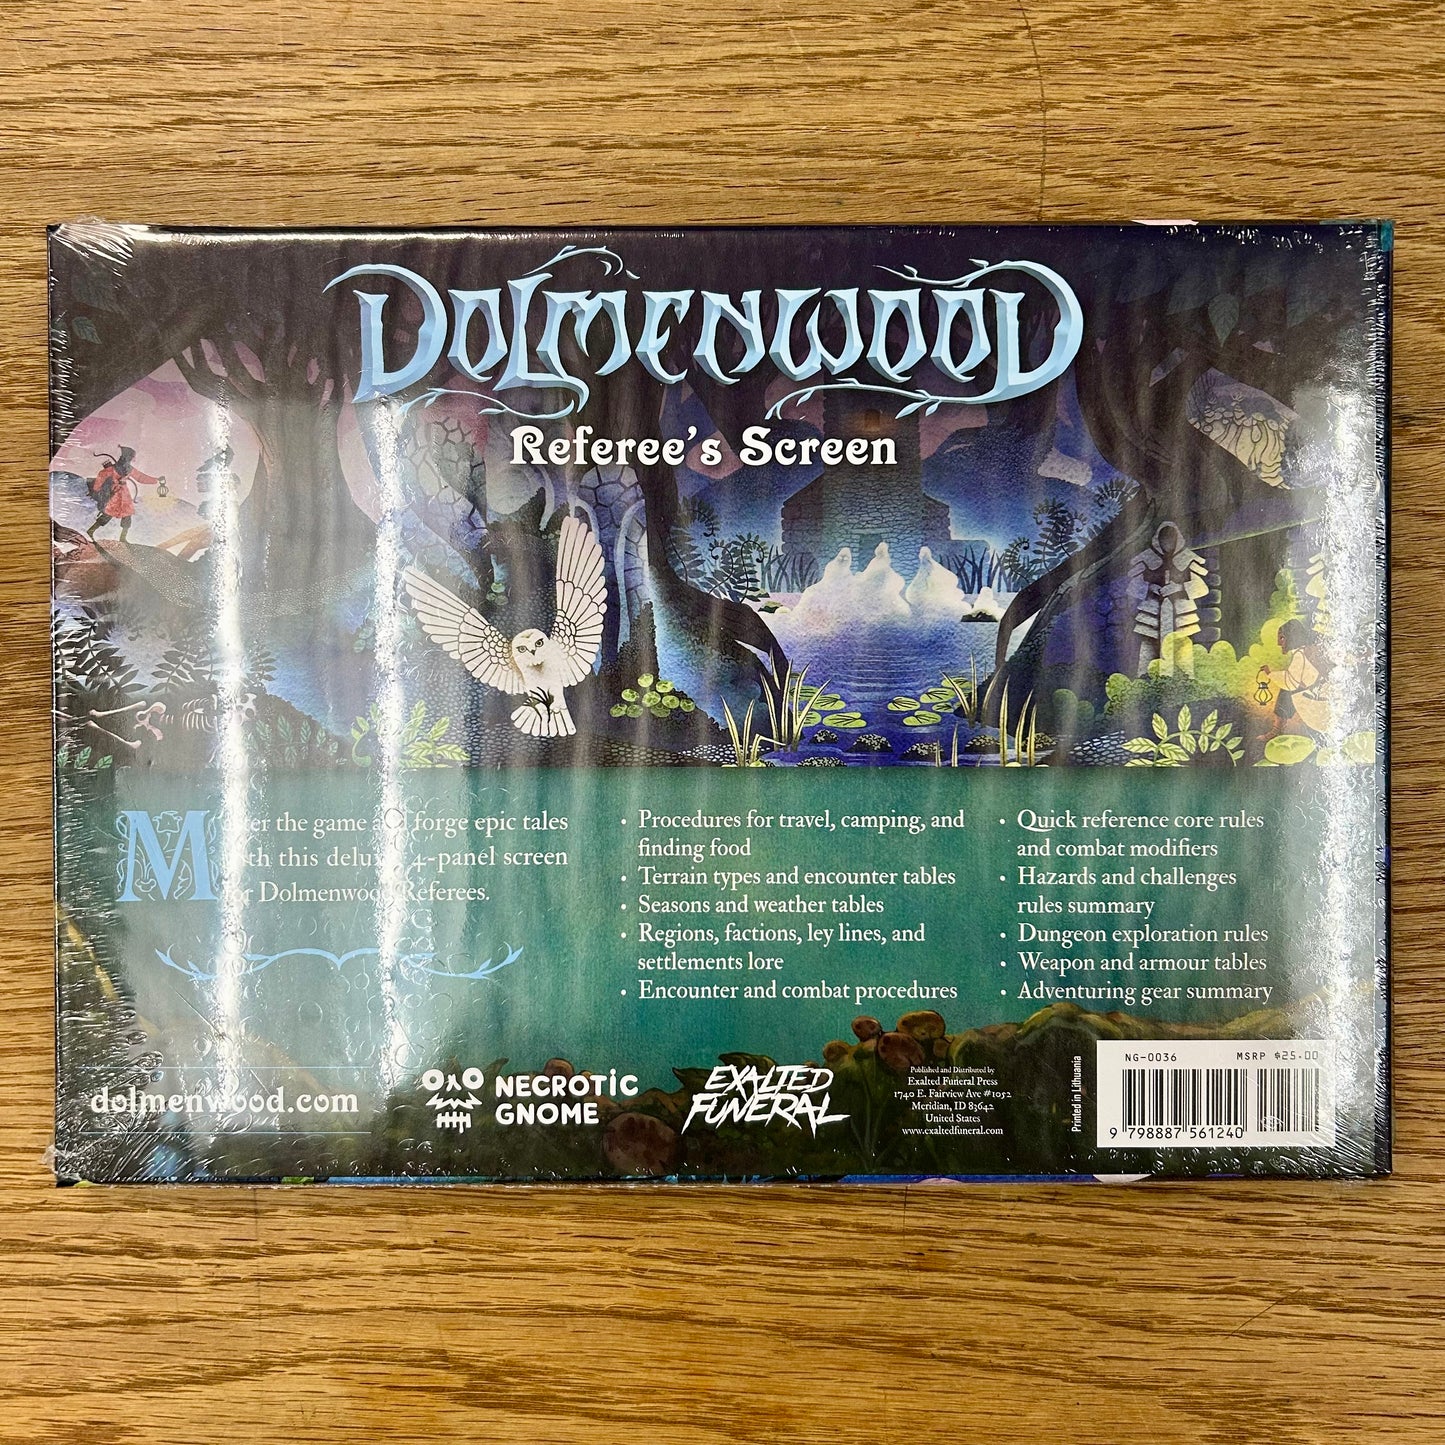 DOLMENWOOD
Referee's Screen
Master the game and forge epic tales
with this deluxe 4-panel screen
for Dolmenwood Referees.
• Procedures for travel, camping, and
finding food
• Terrain types and encounter tables
• Seasons and weather tables
• Regions, factions, ley lines, and
settlements lore
• Encounter and combat procedures
• Quick reference core rules
and combat modifiers
• Hazards and challenges
rules summary
• Dungeon exploration rules
• Weapon and armour tables
• Adventuring gear summary
dolmenwood.com
NECROTIC
GNOME
EXALTED
FUNERAL
Published and Distributed by
Exalted Funeral Press
1740 E. Fairview Ave #1052
Meridian, ID 83642
United States
www.exaltedfuneral.com
Printed in Lithuania
NG-0036 MSRP $25.00
9 798887 561240